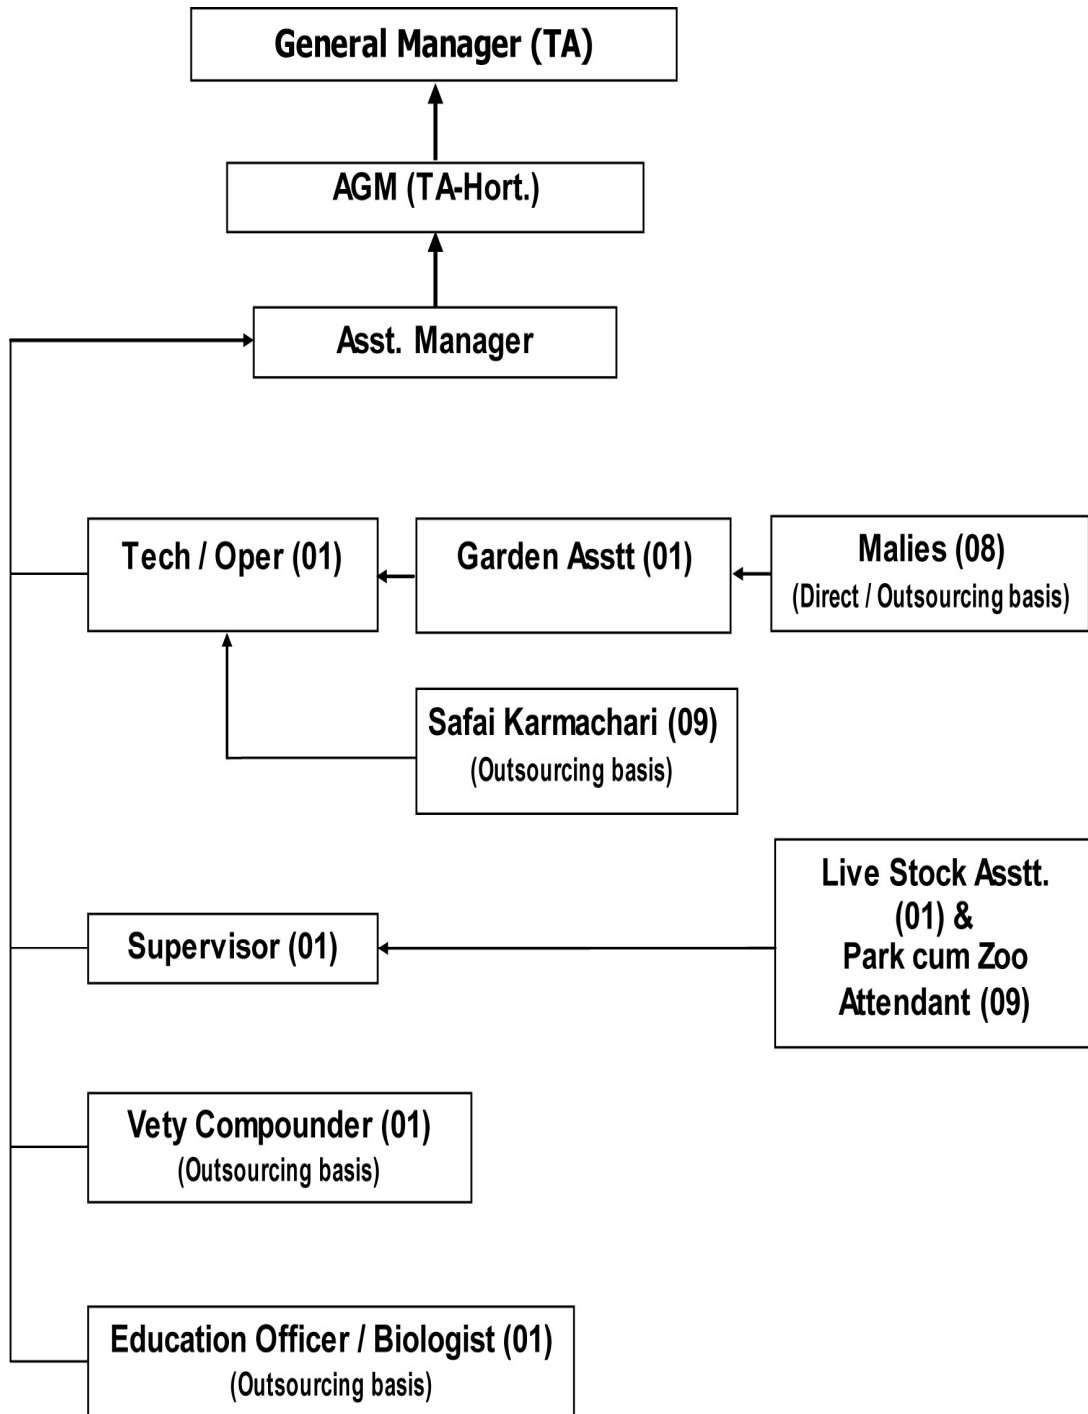 General Manager (TA)
AGM (TA-Hort.)
Asst. Manager
Tech / Oper (01)
Garden Asstt (01)
Malies (08)
(Direct / Outsourcing basis)
Safai Karmachari (09)
(Outsourcing basis)
Live Stock Asstt.
(01) &
Park cum Zoo
Attendant (09)
Supervisor (01)
Vety Compounder (01)
(Outsourcing basis)
Education Officer / Biologist (01)
(Outsourcing basis)